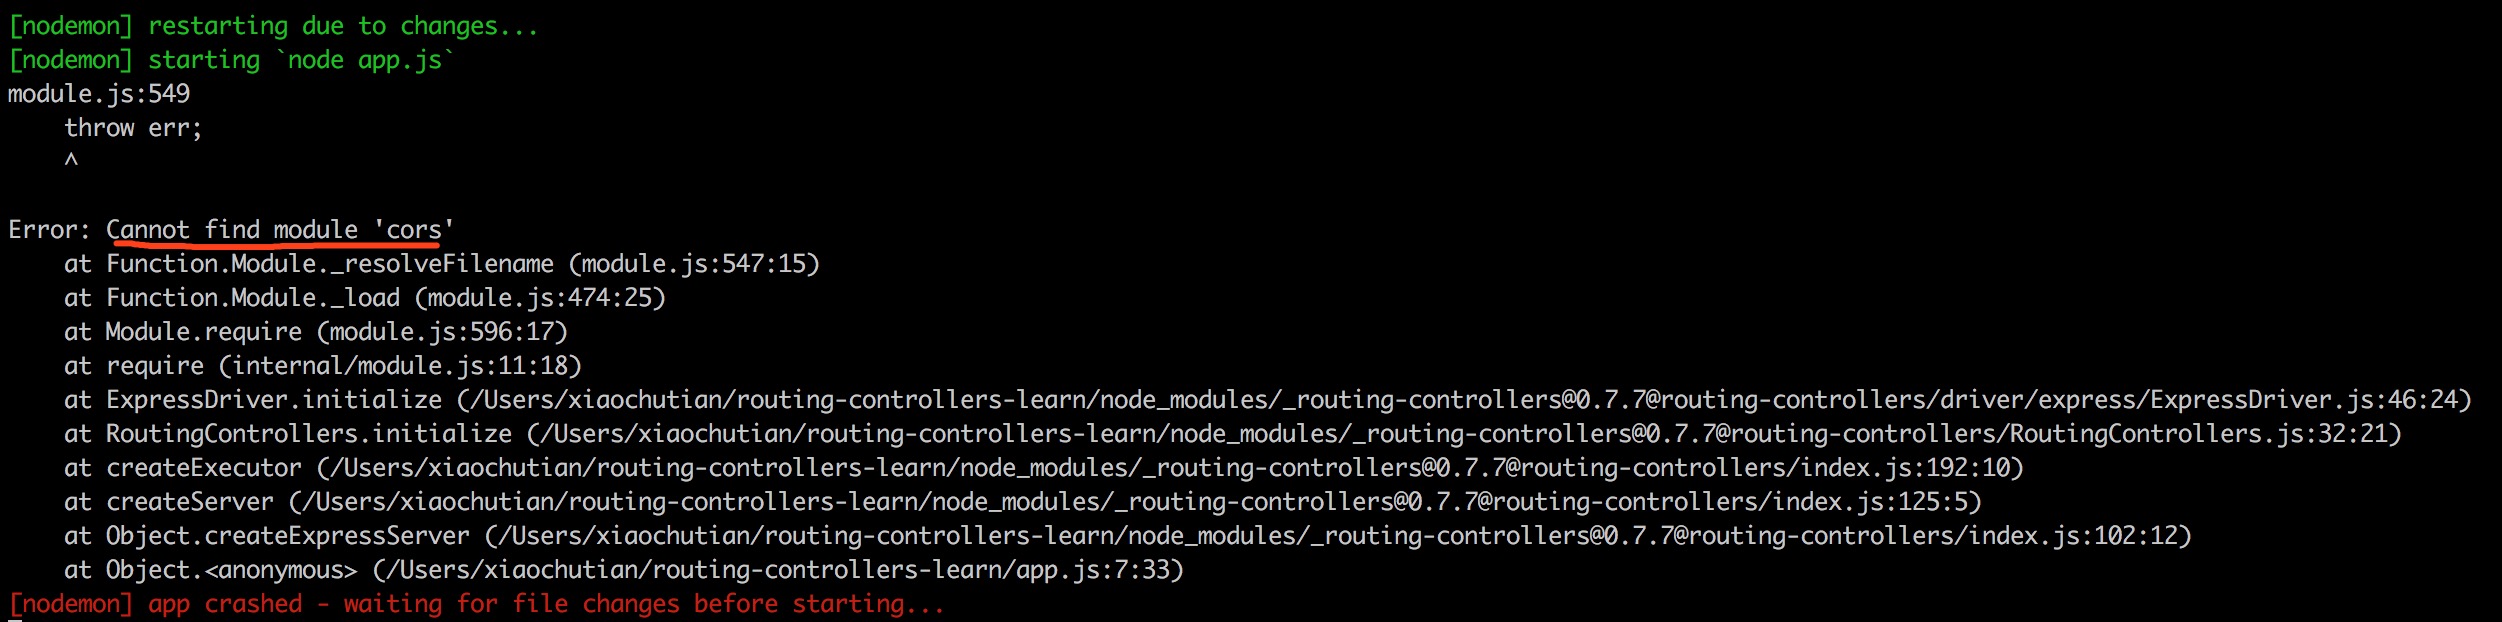 [nodemon] restarting due to changes...
[nodemon] starting `node app.js`
module.js:549
    throw err;
    ^

Error: Cannot find module 'cors'
    at Function.Module._resolveFilename (module.js:547:15)
    at Function.Module._load (module.js:474:25)
    at Module.require (module.js:596:17)
    at require (internal/module.js:11:18)
    at ExpressDriver.initialize (/Users/xiaochutian/routing-controllers-learn/node_modules/_routing-controllers@0.7.7@routing-controllers/driver/express/ExpressDriver.js:46:24)
    at RoutingControllers.initialize (/Users/xiaochutian/routing-controllers-learn/node_modules/_routing-controllers@0.7.7@routing-controllers/RoutingControllers.js:32:21)
    at createExecutor (/Users/xiaochutian/routing-controllers-learn/node_modules/_routing-controllers@0.7.7@routing-controllers/index.js:192:10)
    at createServer (/Users/xiaochutian/routing-controllers-learn/node_modules/_routing-controllers@0.7.7@routing-controllers/index.js:125:5)
    at Object.createExpressServer (/Users/xiaochutian/routing-controllers-learn/node_modules/_routing-controllers@0.7.7@routing-controllers/index.js:102:12)
    at Object.<anonymous> (/Users/xiaochutian/routing-controllers-learn/app.js:7:33)
[nodemon] app crashed - waiting for file changes before starting...